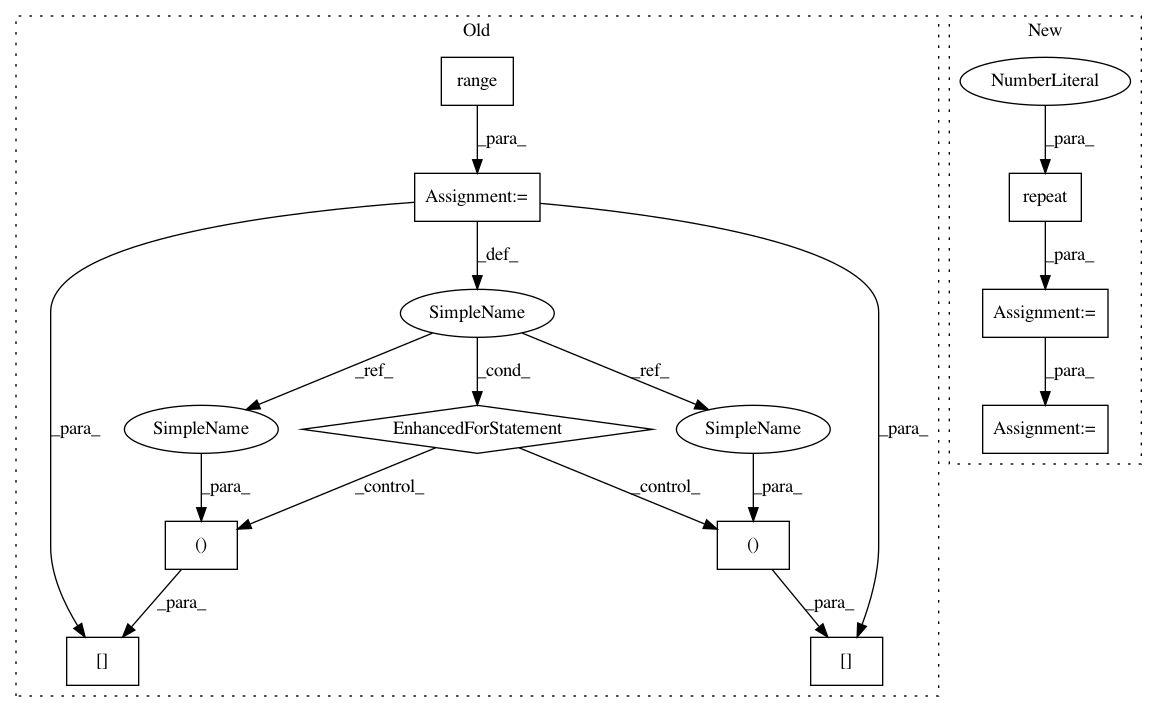 Old
New
range
NumberLiteral
_para_
_para_
Assignment:=
repeat
_def_
_para_
SimpleName
Assignment:=
_ref_
_cond_
_ref_
_para_
_para_
SimpleName
EnhancedForStatement
SimpleName
_para_
Assignment:=
_para_
_control_
_control_
_para_
()
()
_para_
_para_
[]
[]